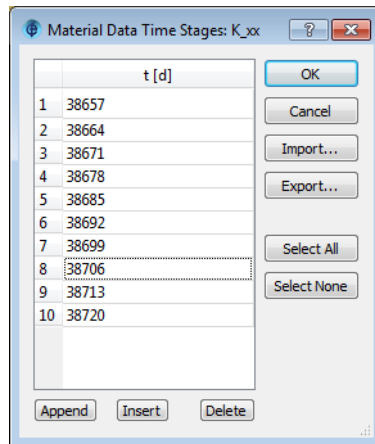 Material Data Time Stages: K_xx
t [d]
1 38657
2 38664
3 38671
4 38678
5 38685
6 38692
7 38699
8 38706
9 38713
10 38720
OK
Cancel
Import...
Export...
Select All
Select None
Append Insert Delete